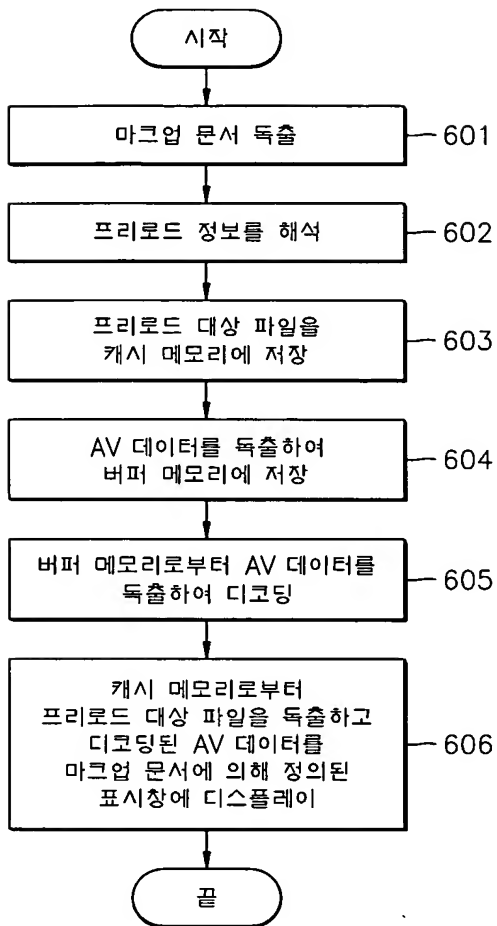 시작
마크업 문서 독출
601
프리로드 정보를 해석
602
프리로드 대상 파일을
캐시 메모리에 저장
603
AV 데이터를 독출하여
버퍼 메모리에 저장
604
버퍼 메모리로부터 AV 데이터를
독출하여 디코딩
605
캐시 메모리로부터
프리로드 대상 파일을 독출하고
디코딩된 AV 데이터를
마크업 문서에 의해 정의된
표시창에 디스플레이
606
끝